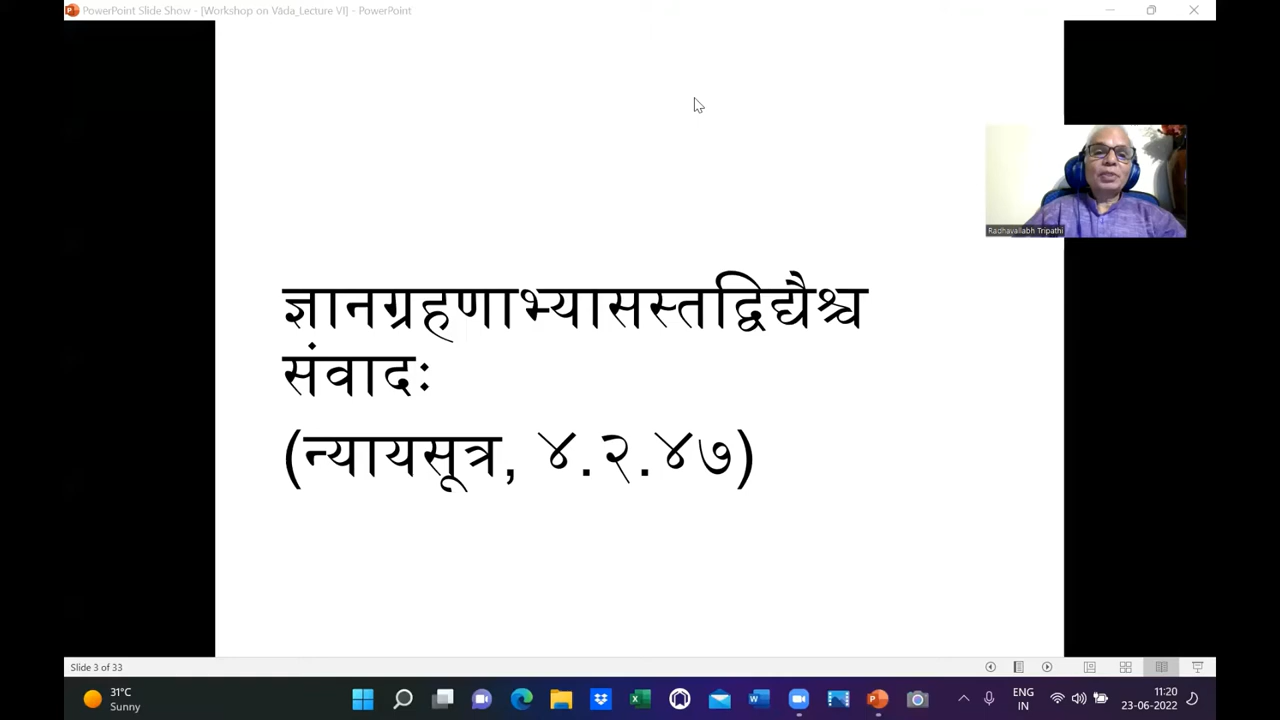 PowerPoint Slide Show - [Workshop on Vāda_Lecture VI] - PowerPoint
Radhavallabh Tripathi
ज्ञानग्रहणाभ्यासस्तद्विद्यैश्च
संवादः
(न्यायसूत्र, ४.२.४७)
Slide 3 of 33
31°C
Sunny
ENG
IN
11:20
23-06-2022